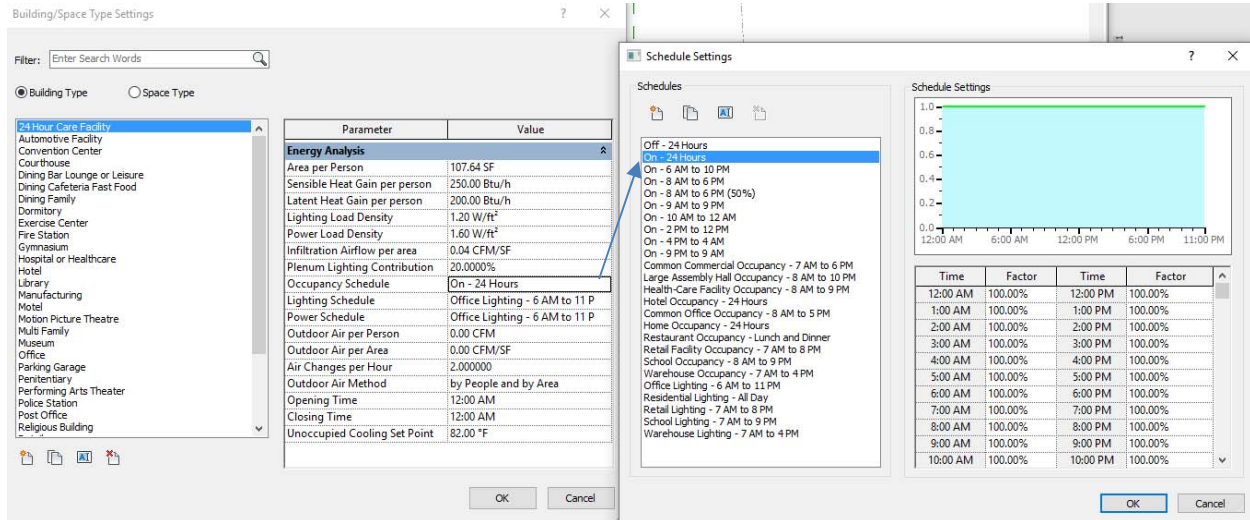 Building/Space Type Settings
?
Filter: Enter Search Words
Building Type
Space Type
24 Hour Care Facility
Automotive Facility
Convention Center
Courthouse
Dining Bar Lounge or Leisure
Dining Cafeteria Fast Food
Dining Family
Dormitory
Exercise Center
Fire Station
Gymnasium
Hospital or Healthcare
Hotel
Library
Manufacturing
Motel
Motion Picture Theatre
Multi Family
Museum
Office
Parking Garage
Penitentiary
Performing Arts Theater
Police Station
Post Office
Religious Building
Parameter Value
Energy Analysis
Area per Person 107.64 SF
Sensible Heat Gain per person 250.00 Btu/h
Latent Heat Gain per person 200.00 Btu/h
Lighting Load Density 1.20 W/ft²
Power Load Density 1.60 W/ft²
Infiltration Airflow per area 0.04 CFM/SF
Plenum Lighting Contribution 20.0000%
Occupancy Schedule On - 24 Hours
Lighting Schedule Office Lighting - 6 AM to 11 P
Power Schedule Office Lighting - 6 AM to 11 P
Outdoor Air per Person 0.00 CFM
Outdoor Air per Area 0.00 CFM/SF
Air Changes per Hour 2.000000
Outdoor Air Method by People and by Area
Opening Time 12:00 AM
Closing Time 12:00 AM
Unoccupied Cooling Set Point 82.00 °F
AI
OK Cancel
Schedule Settings
?
Schedules
AI
Off - 24 Hours
On - 24 Hours
On - 6 AM to 10 PM
On - 8 AM to 6 PM
On - 8 AM to 6 PM (50%)
On - 9 AM to 9 PM
On - 10 AM to 12 AM
On - 2 PM to 12 PM
On - 4 PM to 4 AM
On - 9 PM to 9 AM
Common Commercial Occupancy - 7 AM to 6 PM
Large Assembly Hall Occupancy - 8 AM to 10 PM
Health-Care Facility Occupancy - 8 AM to 9 PM
Hotel Occupancy - 24 Hours
Common Office Occupancy - 8 AM to 5 PM
Home Occupancy - 24 Hours
Restaurant Occupancy - Lunch and Dinner
Retail Facility Occupancy - 7 AM to 8 PM
School Occupancy - 8 AM to 9 PM
Warehouse Occupancy - 7 AM to 4 PM
Office Lighting - 6 AM to 11 PM
Residential Lighting - All Day
Retail Lighting - 7 AM to 8 PM
School Lighting - 7 AM to 9 PM
Warehouse Lighting - 7 AM to 4 PM
Schedule Settings
1.0
0.8
0.6
0.4
0.2
0.0
12:00 AM 6:00 AM 12:00 PM 6:00 PM 11:00 PM
Time Factor Time Factor
12:00 AM 100.00% 12:00 PM 100.00%
1:00 AM 100.00% 1:00 PM 100.00%
2:00 AM 100.00% 2:00 PM 100.00%
3:00 AM 100.00% 3:00 PM 100.00%
4:00 AM 100.00% 4:00 PM 100.00%
5:00 AM 100.00% 5:00 PM 100.00%
6:00 AM 100.00% 6:00 PM 100.00%
7:00 AM 100.00% 7:00 PM 100.00%
8:00 AM 100.00% 8:00 PM 100.00%
9:00 AM 100.00% 9:00 PM 100.00%
10:00 AM 100.00% 10:00 PM 100.00%
OK Cancel